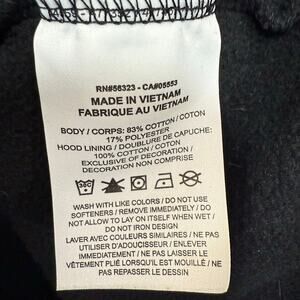 RN#56323 - CA#05553
MADE IN VIETNAM
FABRIQUE AU VIETNAM
BODY / CORPS: 83% COTTON / COTON
17% POLYESTER
HOOD LINING / DOUBLURE DE CAPUCHE:
100% COTTON / COTON
EXCLUSIVE OF DECORATION /
DECORATION NON COMPRISE
WASH WITH LIKE COLORS / DO NOT USE
SOFTENERS / REMOVE IMMEDIATELY / DO
NOT ALLOW TO LAY ON ITSELF WHEN WET /
DO NOT IRON DESIGN
LAVER AVEC COULEURS SIMILAIRES / NE PAS
UTILISER D'ADOUCISSEUR / ENLEVER
IMMÉDIATEMENT / NE PAS LAISSER LE
VÊTEMENT PLIÉ LORSQU'IL EST MOUILLÉ / NE
PAS REPASSER LE DESSIN